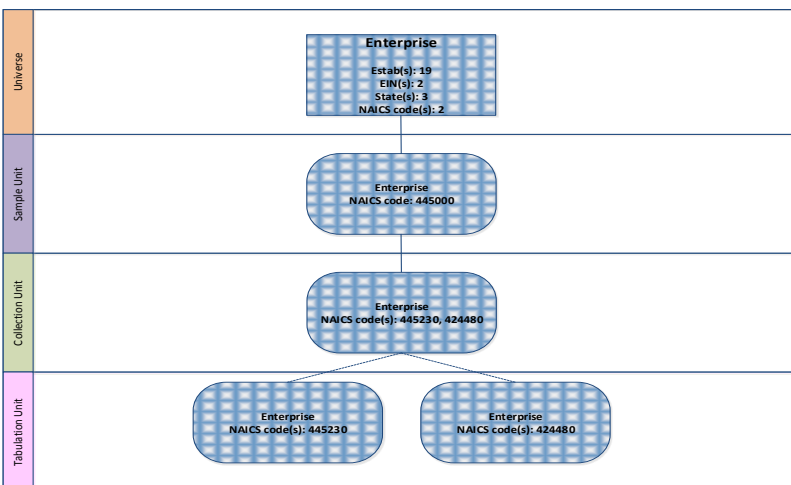 Universe
Enterprise
Estab(s): 19
EIN(s): 2
State(s): 3
NAICS code(s): 2
Sample Unit
Enterprise
NAICS code: 445000
Collection Unit
Enterprise
NAICS code(s): 445230, 424480
Tabulation Unit
Enterprise
NAICS code(s): 445230
Enterprise
NAICS code(s): 424480